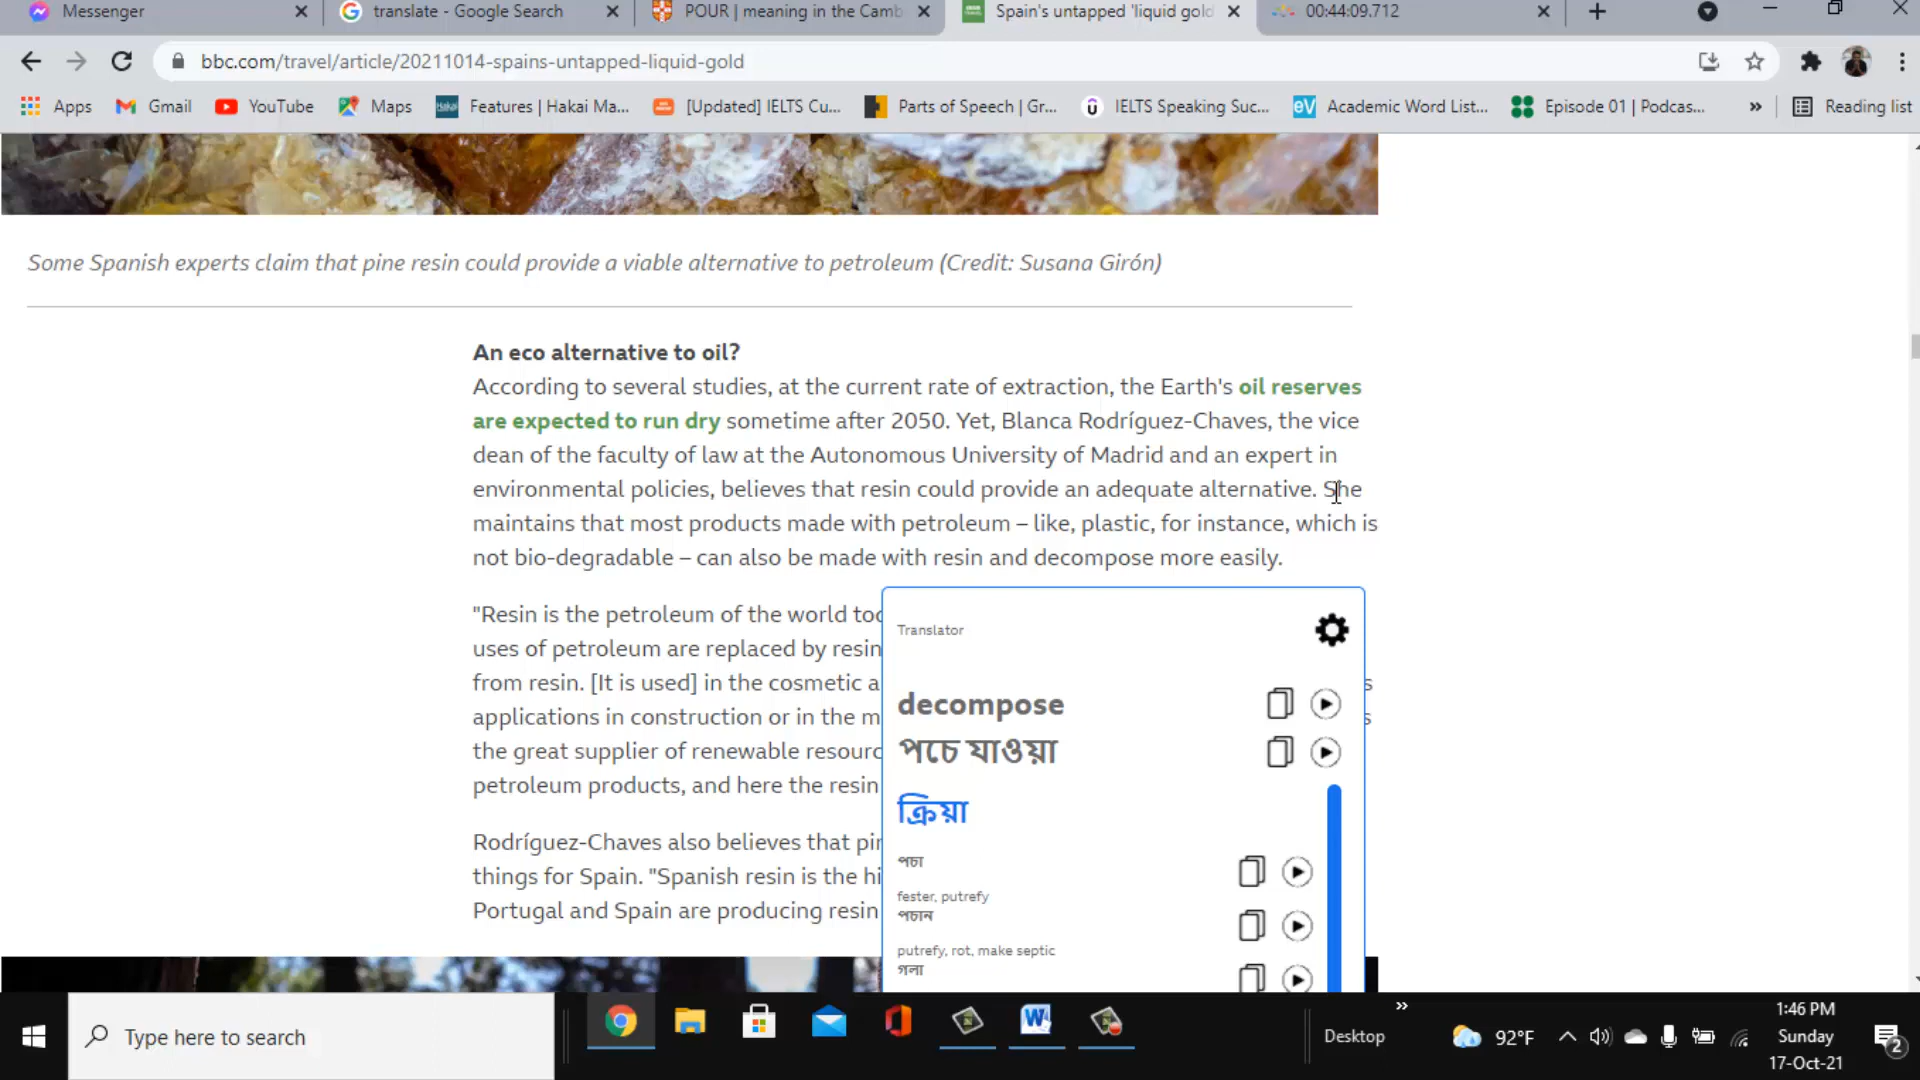 Messenger
translate - Google Search
POUR | meaning in the Camb
Spain's untapped 'liquid gold
00:44:09.712
bbc.com/travel/article/20211014-spains-untapped-liquid-gold
Apps
Gmail
YouTube
Maps
Hakai
Features | Hakai Ma...
[Updated] IELTS Cu...
Parts of Speech | Gr...
IELTS Speaking Suc...
eV
Academic Word List...
Episode 01 | Podcas...
»
Reading list
Some Spanish experts claim that pine resin could provide a viable alternative to petroleum (Credit: Susana Girón)
An eco alternative to oil?
According to several studies, at the current rate of extraction, the Earth's oil reserves
are expected to run dry sometime after 2050. Yet, Blanca Rodríguez-Chaves, the vice
dean of the faculty of law at the Autonomous University of Madrid and an expert in
environmental policies, believes that resin could provide an adequate alternative. She
maintains that most products made with petroleum – like, plastic, for instance, which is
not bio-degradable – can also be made with resin and decompose more easily.
"Resin is the petroleum of the world
uses of petroleum are replaced by resin
from resin. [It is used] in the cosmetic
applications in construction or in the
the great supplier of renewable
petroleum products, and here the resin
Rodríguez-Chaves also believes that
things for Spain. "Spanish resin is the
Portugal and Spain are producing resin
Translator
decompose
পচে যাওয়া
ক্রিয়া
পচা
fester, putrefy
পচান
putrefy, rot, make septic
গলা
Type here to search
Desktop
»
92°F
1:46 PM
Sunday
17-Oct-21
2